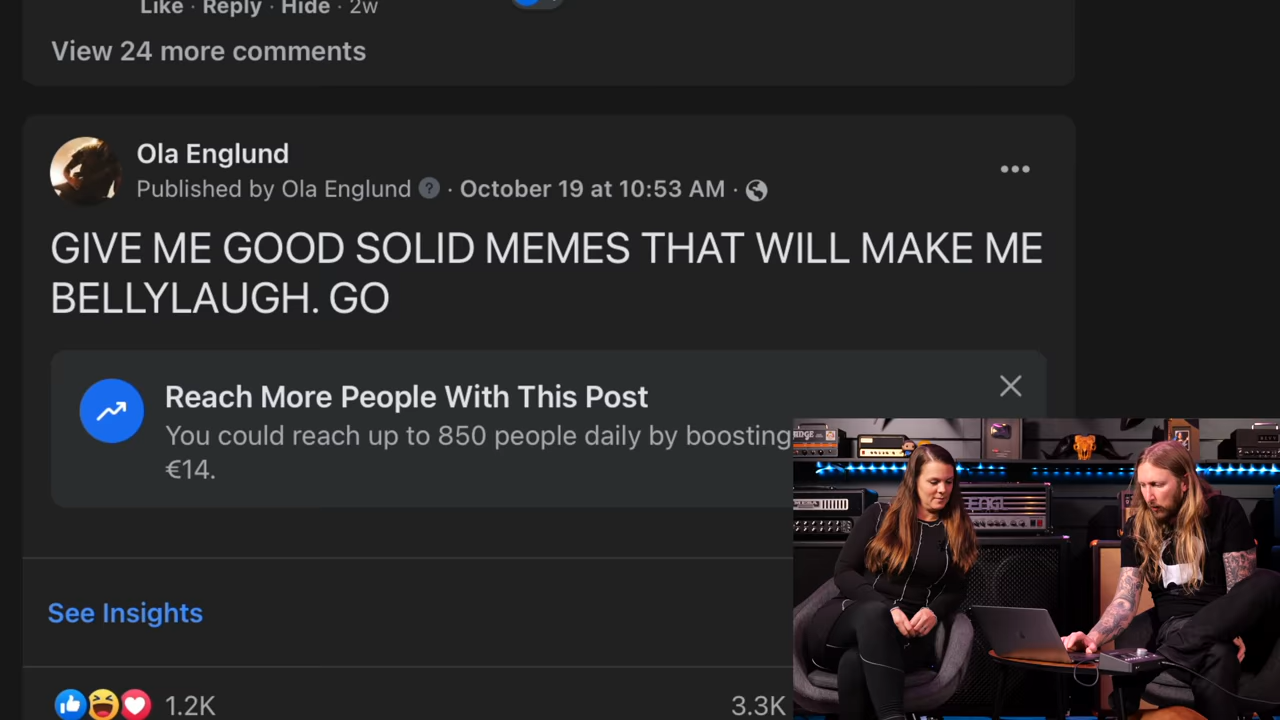 Like · Reply · Hide · 2w
View 24 more comments
Ola Englund
Published by Ola Englund ? · October 19 at 10:53 AM ·
GIVE ME GOOD SOLID MEMES THAT WILL MAKE ME
BELLYLAUGH. GO
Reach More People With This Post
You could reach up to 850 people daily by boosting
€14.
See Insights
1.2K
3.3K
ENGL